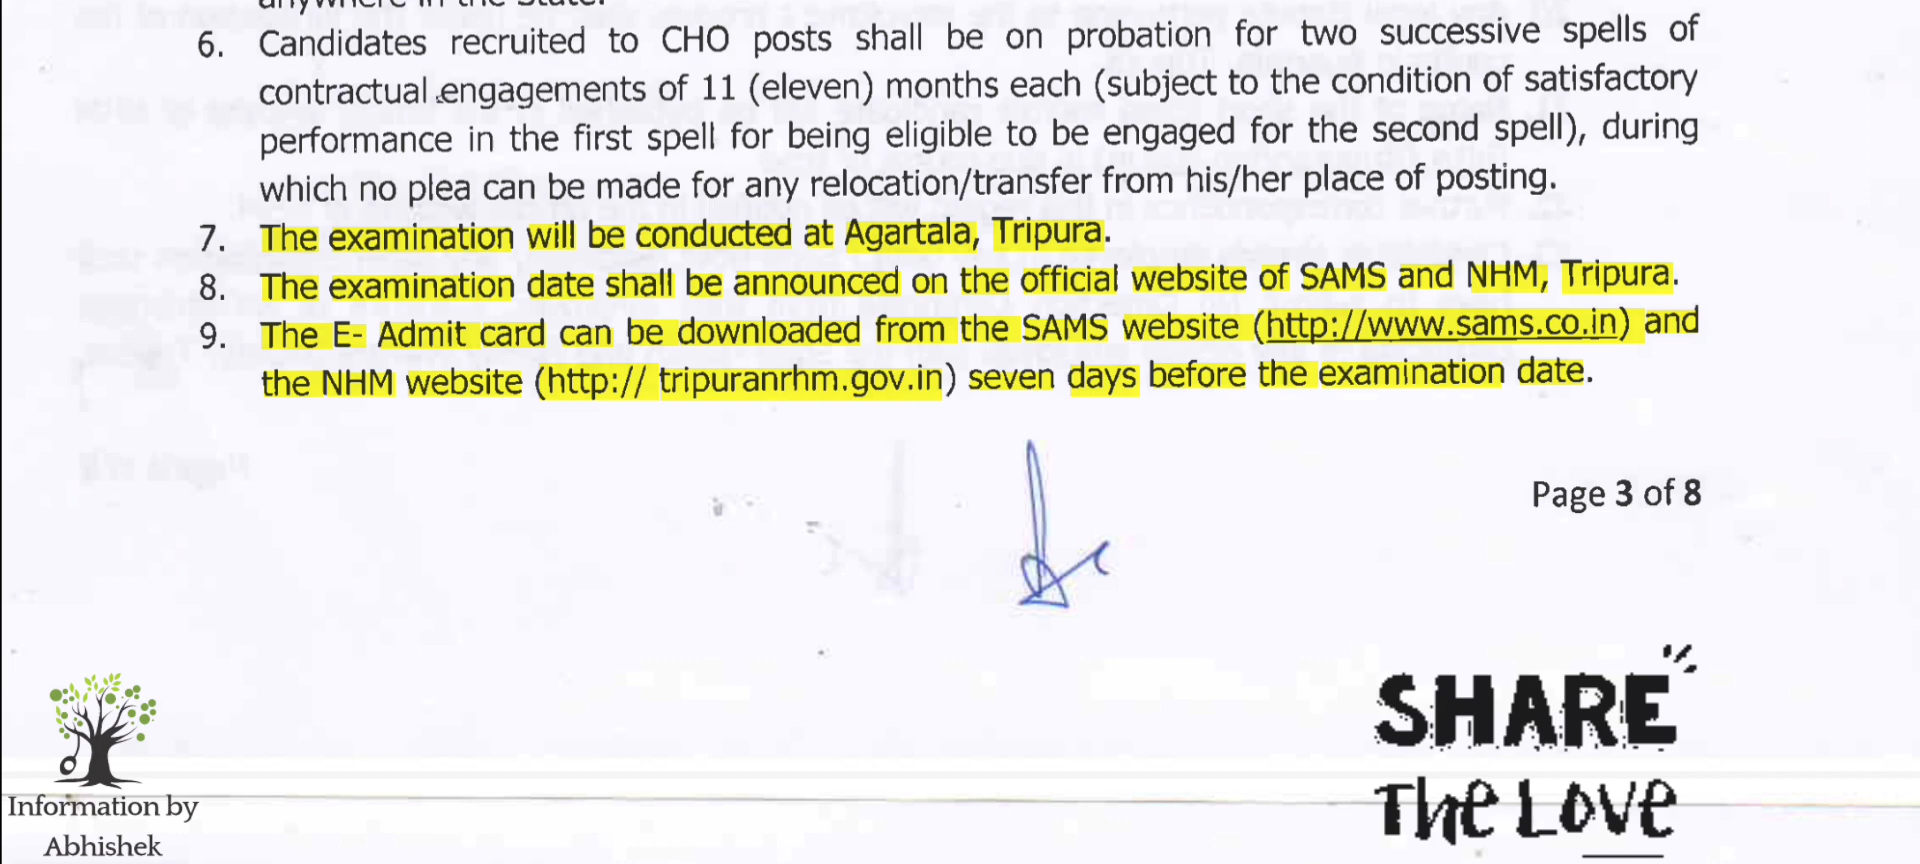 anywhere in the State.
6. Candidates recruited to CHO posts shall be on probation for two successive spells of
contractual engagements of 11 (eleven) months each (subject to the condition of satisfactory
performance in the first spell for being eligible to be engaged for the second spell), during
which no plea can be made for any relocation/transfer from his/her place of posting.
7. The examination will be conducted at Agartala, Tripura.
8. The examination date shall be announced on the official website of SAMS and NHM, Tripura.
9. The E- Admit card can be downloaded from the SAMS website (http://www.sams.co.in) and
the NHM website (http:// tripuranrhm.gov.in) seven days before the examination date.
Page 3 of 8
SHARE
The LOVE
Information by
Abhishek